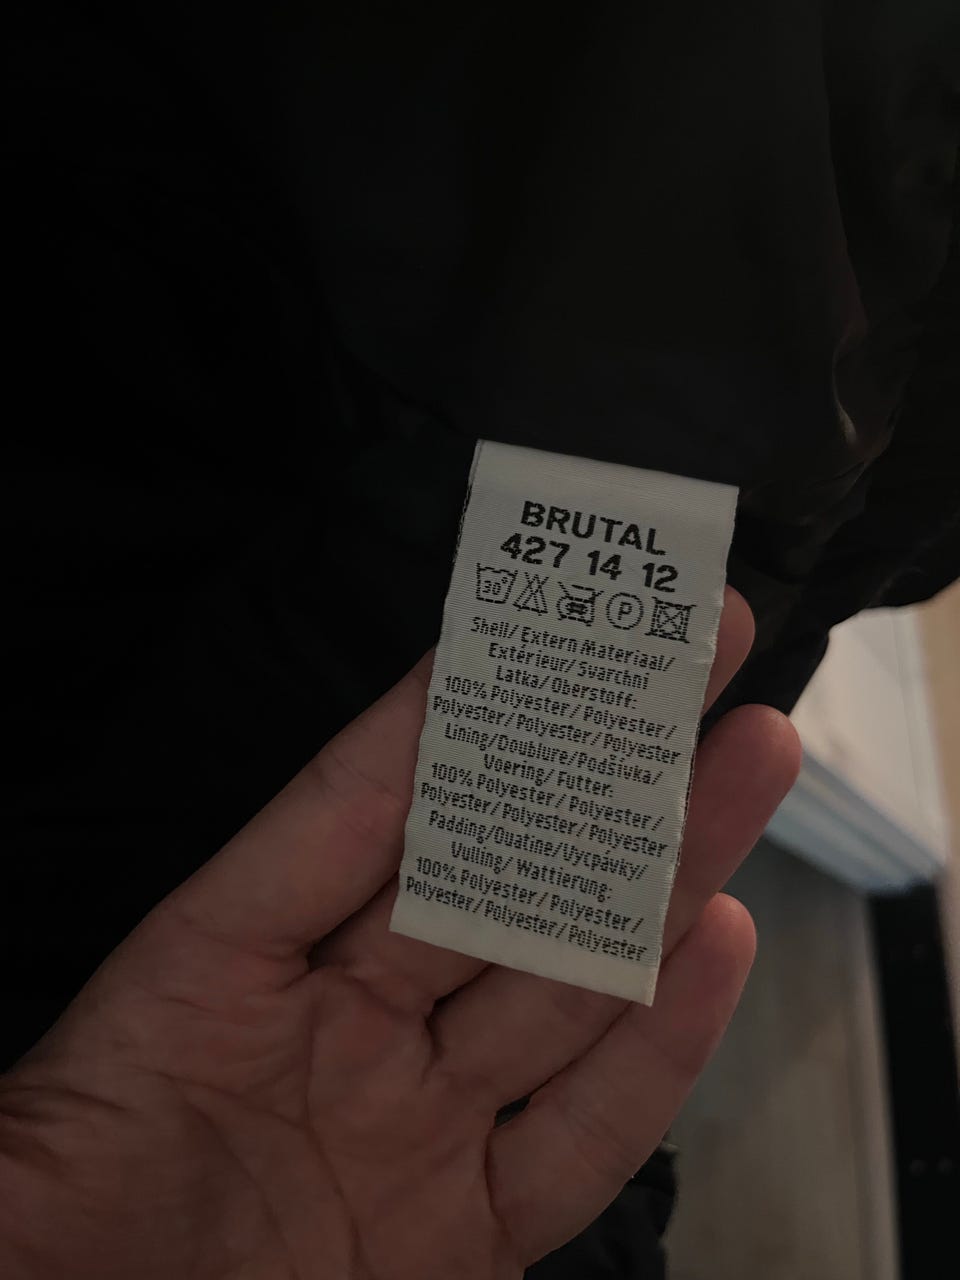 BRUTAL
427 14 12
30° P
Shell/ Extern Materiaal/
Extérieur/ Svarchni
Latka/ Oberstoff:
100% Polyester / Polyester /
Polyester / Polyester / Polyester
Lining/Doublure/Podšívka/
Voering/ Futter:
100% Polyester / Polyester /
Polyester / Polyester / Polyester
Padding/Ouatine/Vycpávky/
Vulling/ Wattierung:
100% Polyester / Polyester /
Polyester / Polyester / Polyester